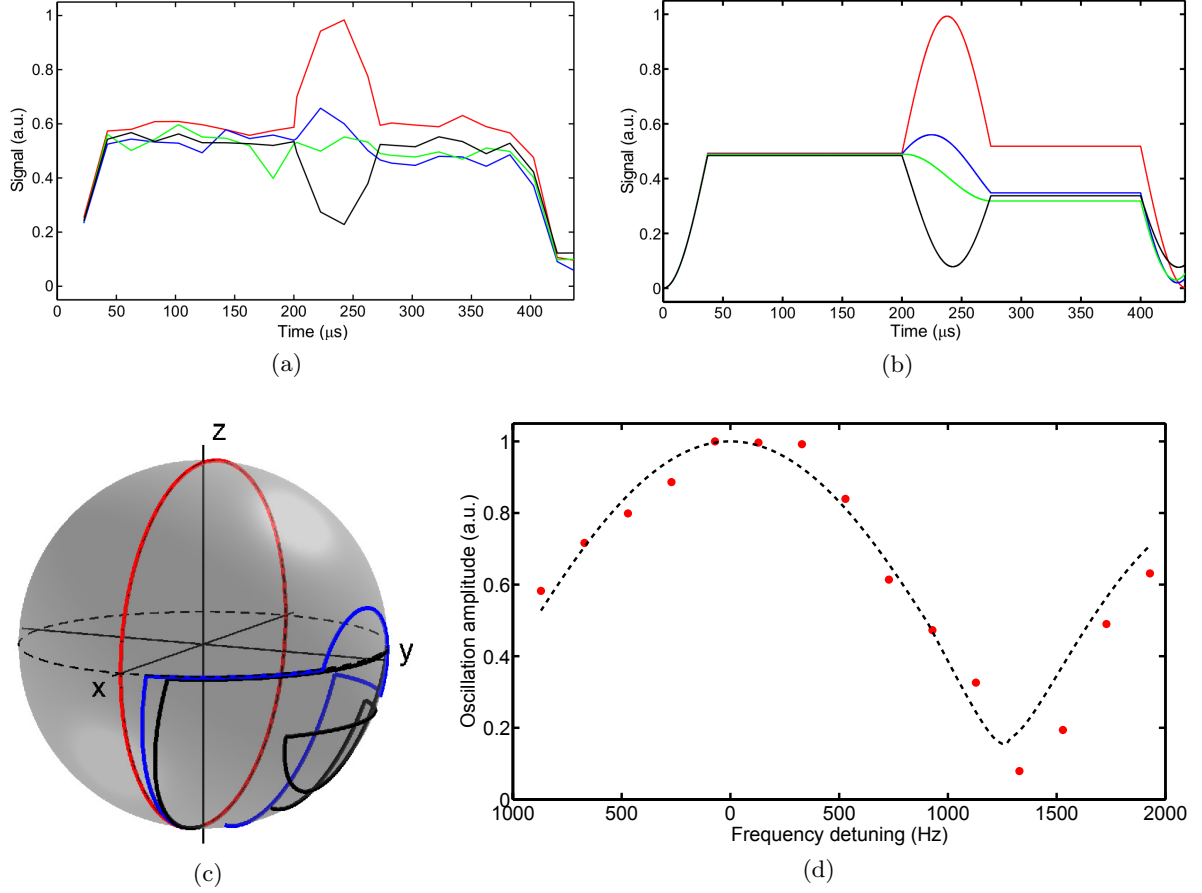 Signal (a.u.)
1
0.8
0.6
0.4
0.2
0
0 50 100 150 200 250 300 350 400
Time (μs)
(a)
Signal (a.u.)
1
0.8
0.6
0.4
0.2
0
0 50 100 150 200 250 300 350 400
Time (μs)
(b)
z
x
y
(c)
Oscillation amplitude (a.u.)
1
0.8
0.6
0.4
0.2
0
1000 500 0 500 1000 1500 2000
Frequency detuning (Hz)
(d)